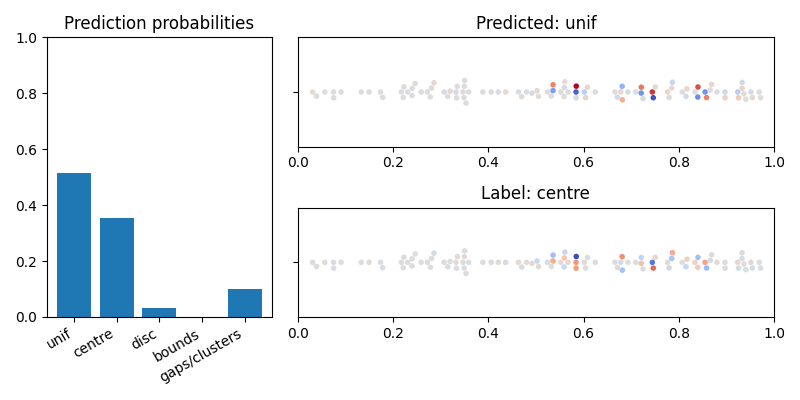 Prediction probabilities
1.0
0.8
0.6
0.4
0.2
0.0
unif
centre
disc
bounds
gaps/clusters
Predicted: unif
0.0 0.2 0.4 0.6 0.8 1.0
Label: centre
0.0 0.2 0.4 0.6 0.8 1.0